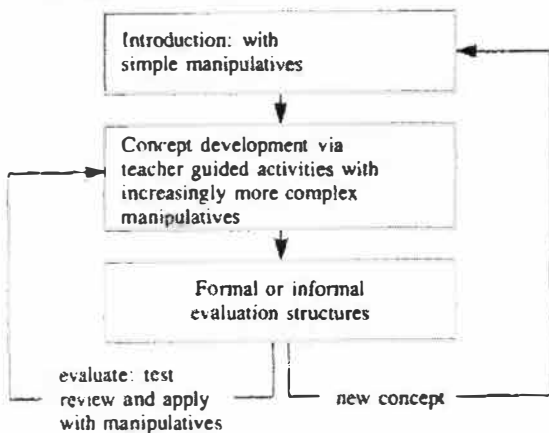 Introduction: with
simple manipulatives
Concept development via
teacher guided activities with
increasingly more complex
manipulatives
Formal or informal
evaluation structures
evaluate: test
review and apply
with manipulatives
new concept